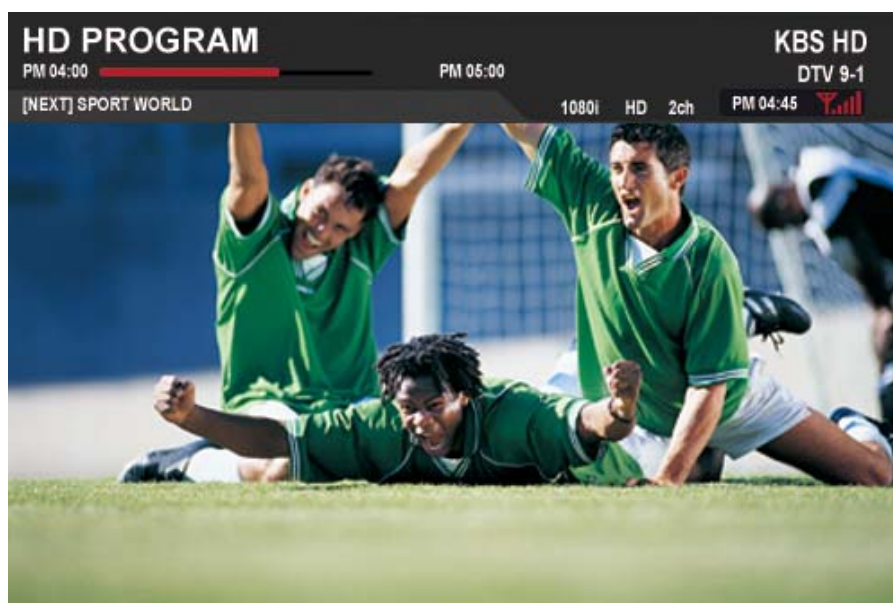 HD PROGRAM
KBS HD
PM 04:00
PM 05:00
DTV 9-1
[NEXT] SPORT WORLD
1080i HD 2ch
PM 04:45